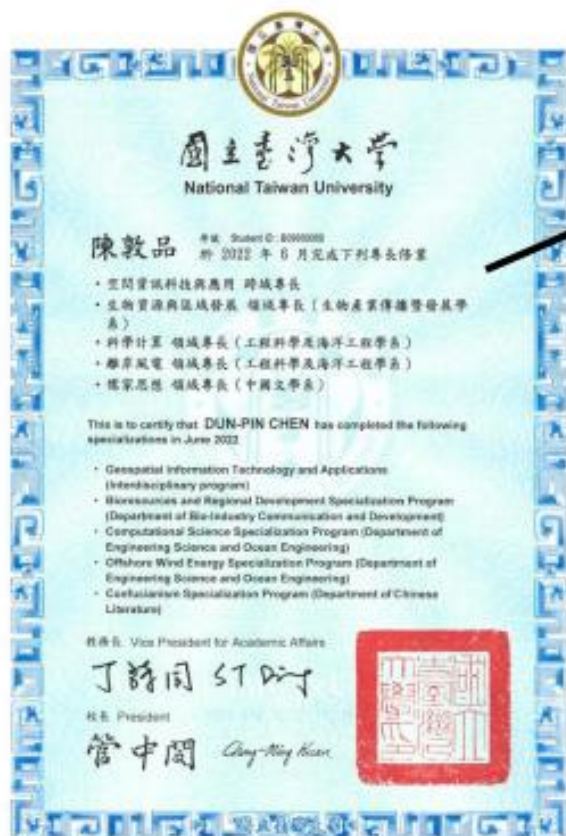 National Taiwan University
國立臺灣大學
National Taiwan University
陳敦品 學號 Student ID: B09000000
於 2022 年 6 月完成下列專長修業
・空間資訊科技與應用 跨域專長
・生物資源與區域發展 領域專長（生物產業傳播暨發展學
系）
・科學計算 領域專長（工程科學及海洋工程學系）
・離岸風電 領域專長（工程科學及海洋工程學系）
・儒家思想 領域專長（中國文學系）
This is to certify that DUN-PIN CHEN has completed the following
specializations in June 2022
・ Geospatial Information Technology and Applications
(Interdisciplinary program)
・ Bioresources and Regional Development Specialization Program
(Department of Bio-Industry Communication and Development)
・ Computational Science Specialization Program (Department of
Engineering Science and Ocean Engineering)
・ Offshore Wind Energy Specialization Program (Department of
Engineering Science and Ocean Engineering)
・ Confucianism Specialization Program (Department of Chinese
Literature)
教務長 Vice President for Academic Affairs
丁詩同 ST Ding
校長 President
管中閔 Chung-Ming Kuan